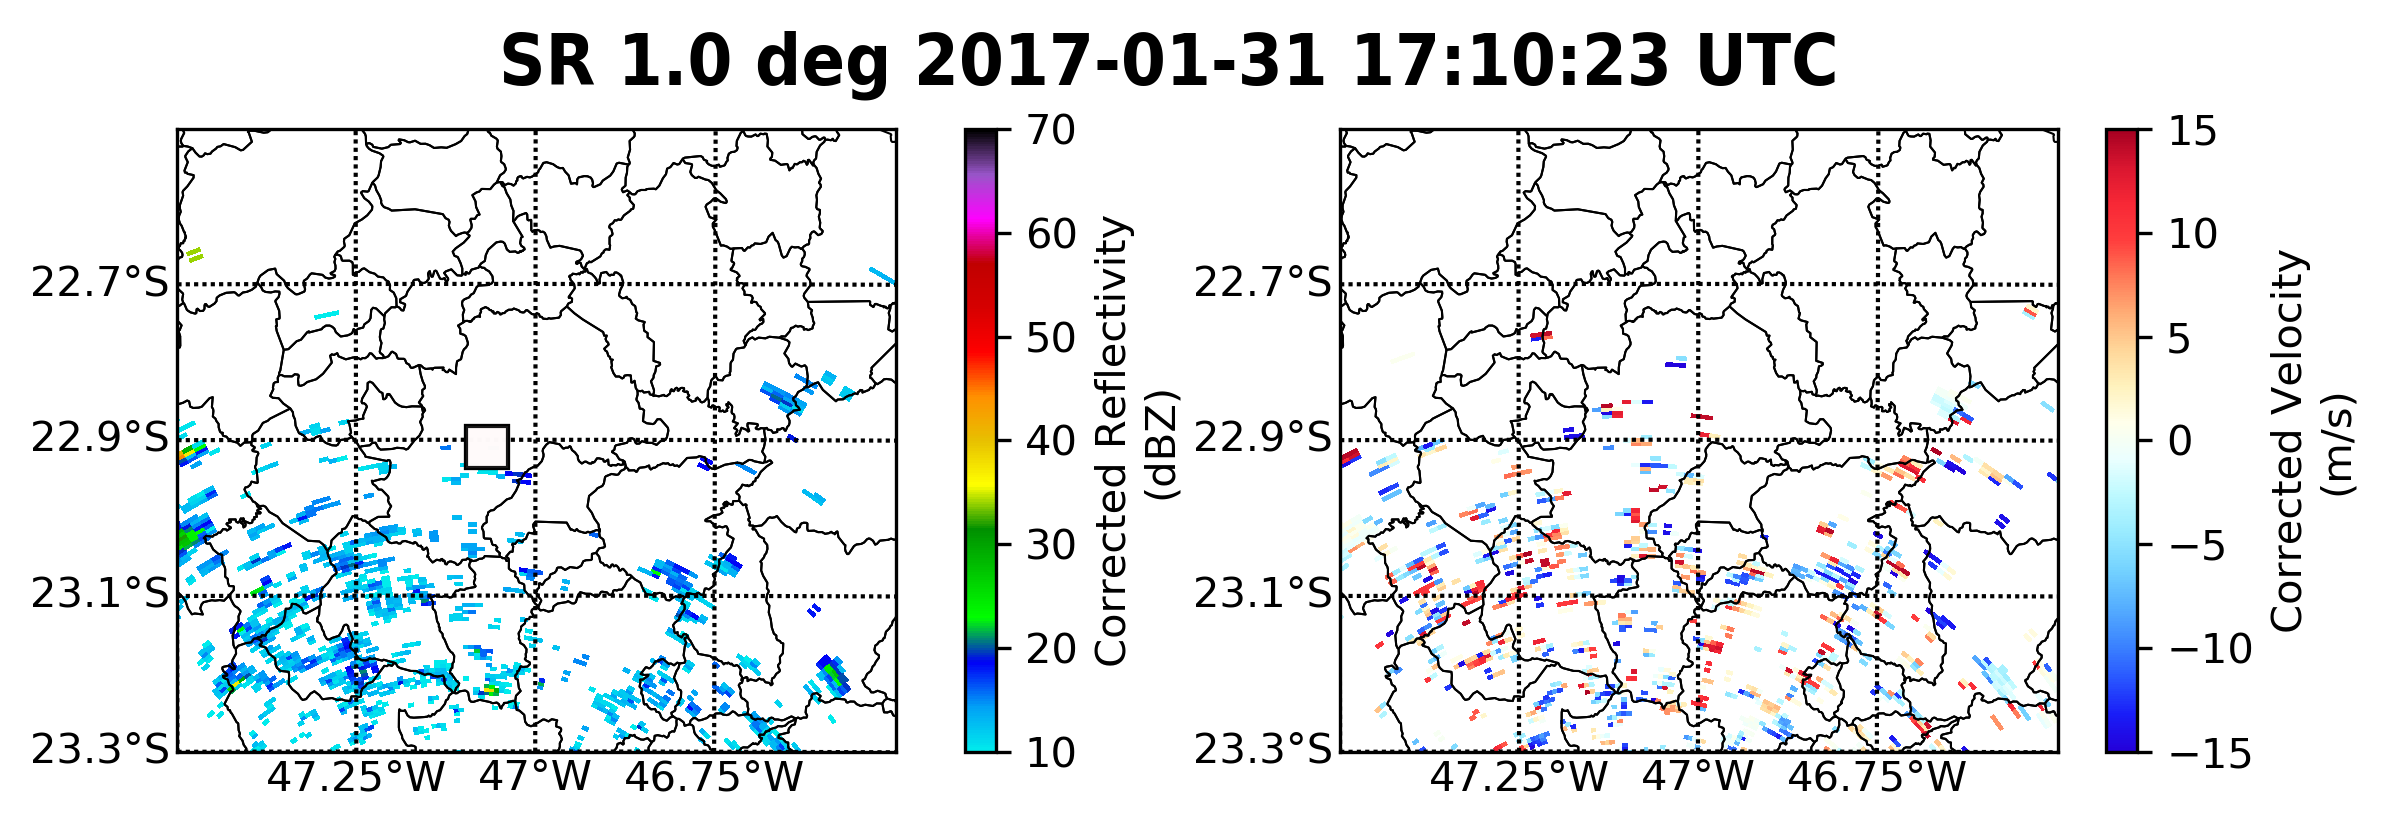 SR 1.0 deg 2017-01-31 17:10:23 UTC
22.7°S
22.9°S
23.1°S
23.3°S
47.25°W
47°W
46.75°W
70
60
50
40
30
20
10
Corrected Reflectivity
(dBZ)
22.7°S
22.9°S
23.1°S
23.3°S
47.25°W
47°W
46.75°W
15
10
5
0
−5
−10
−15
Corrected Velocity
(m/s)